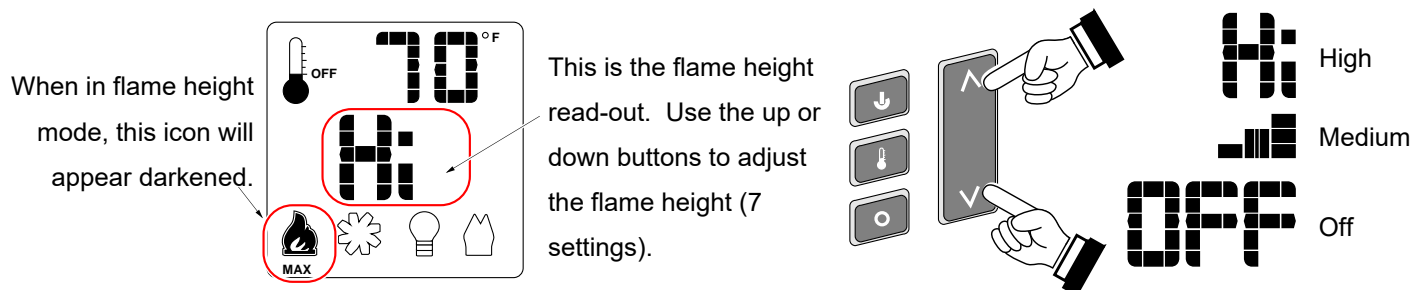 When in flame height
mode, this icon will
appear darkened.
OFF
70°F
Hi
MAX
This is the flame height
read-out.  Use the up or
down buttons to adjust
the flame height (7
settings).
Hi
High
Medium
OFF
Off